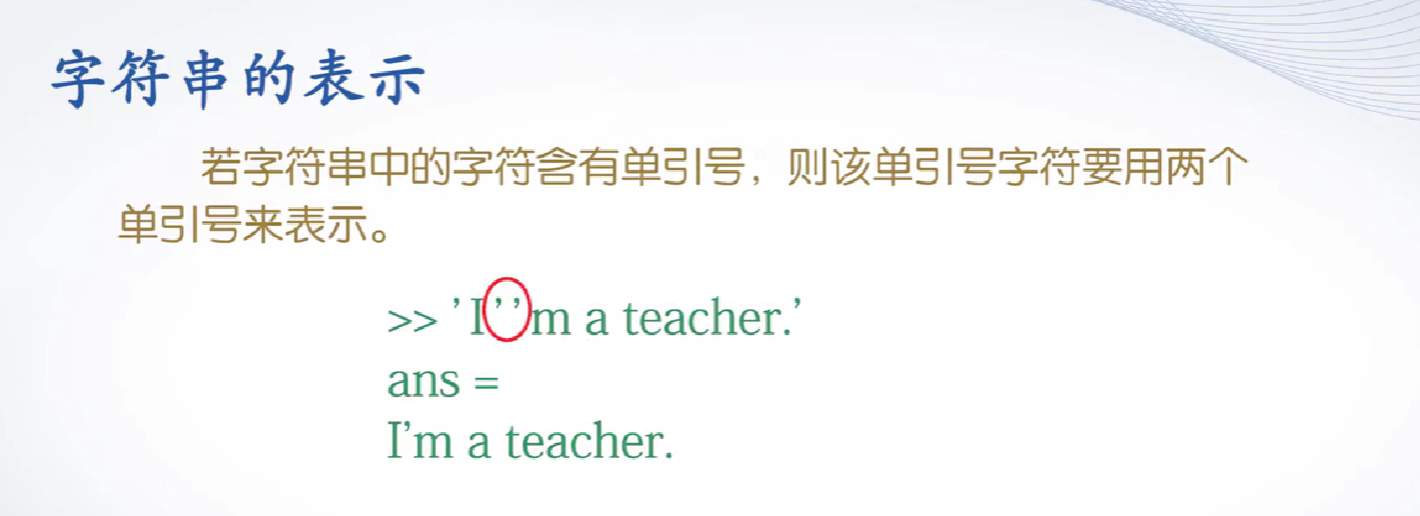 字符串的表示
若字符串中的字符含有单引号，则该单引号字符要用两个
单引号来表示。
>> ’I’’m a teacher.’
ans =
I’m a teacher.